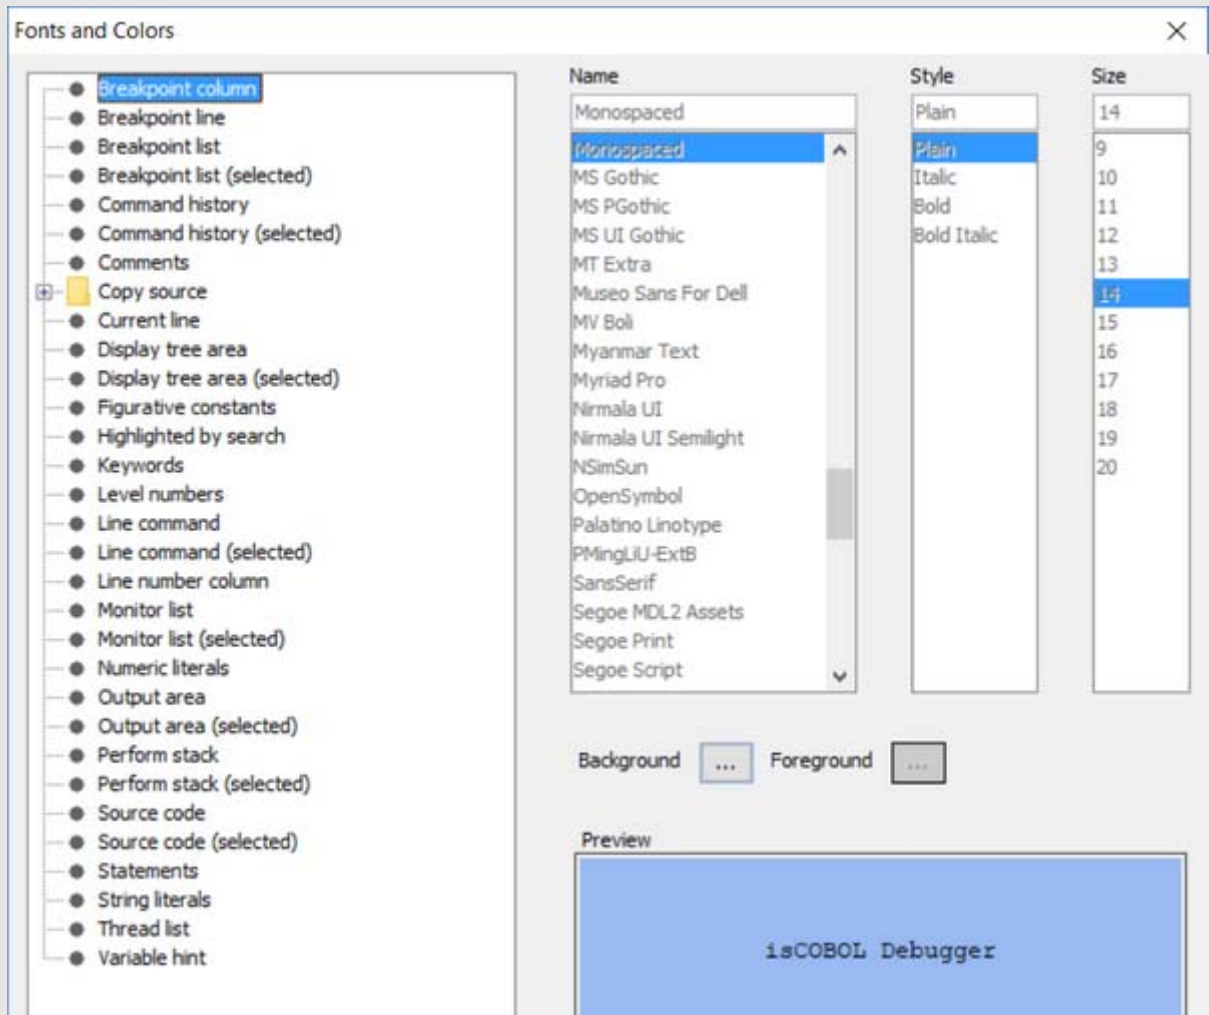 Fonts and Colors
Breakpoint column
Breakpoint line
Breakpoint list
Breakpoint list (selected)
Command history
Command history (selected)
Comments
Copy source
Current line
Display tree area
Display tree area (selected)
Figurative constants
Highlighted by search
Keywords
Level numbers
Line command
Line command (selected)
Line number column
Monitor list
Monitor list (selected)
Numeric literals
Output area
Output area (selected)
Perform stack
Perform stack (selected)
Source code
Source code (selected)
Statements
String literals
Thread list
Variable hint
Name
Monospaced
Monospaced
MS Gothic
MS PGothic
MS UI Gothic
MT Extra
Museo Sans For Dell
MV Boli
Myanmar Text
Myriad Pro
Nirmala UI
Nirmala UI Semilight
NSimSun
OpenSymbol
Palatino Linotype
PMingLiU-ExtB
SansSerif
Segoe MDL2 Assets
Segoe Print
Segoe Script
Style
Plain
Plain
Italic
Bold
Bold Italic
Size
14
9
10
11
12
13
14
15
16
17
18
19
20
Background ... Foreground ...
Preview
isCOBOL Debugger